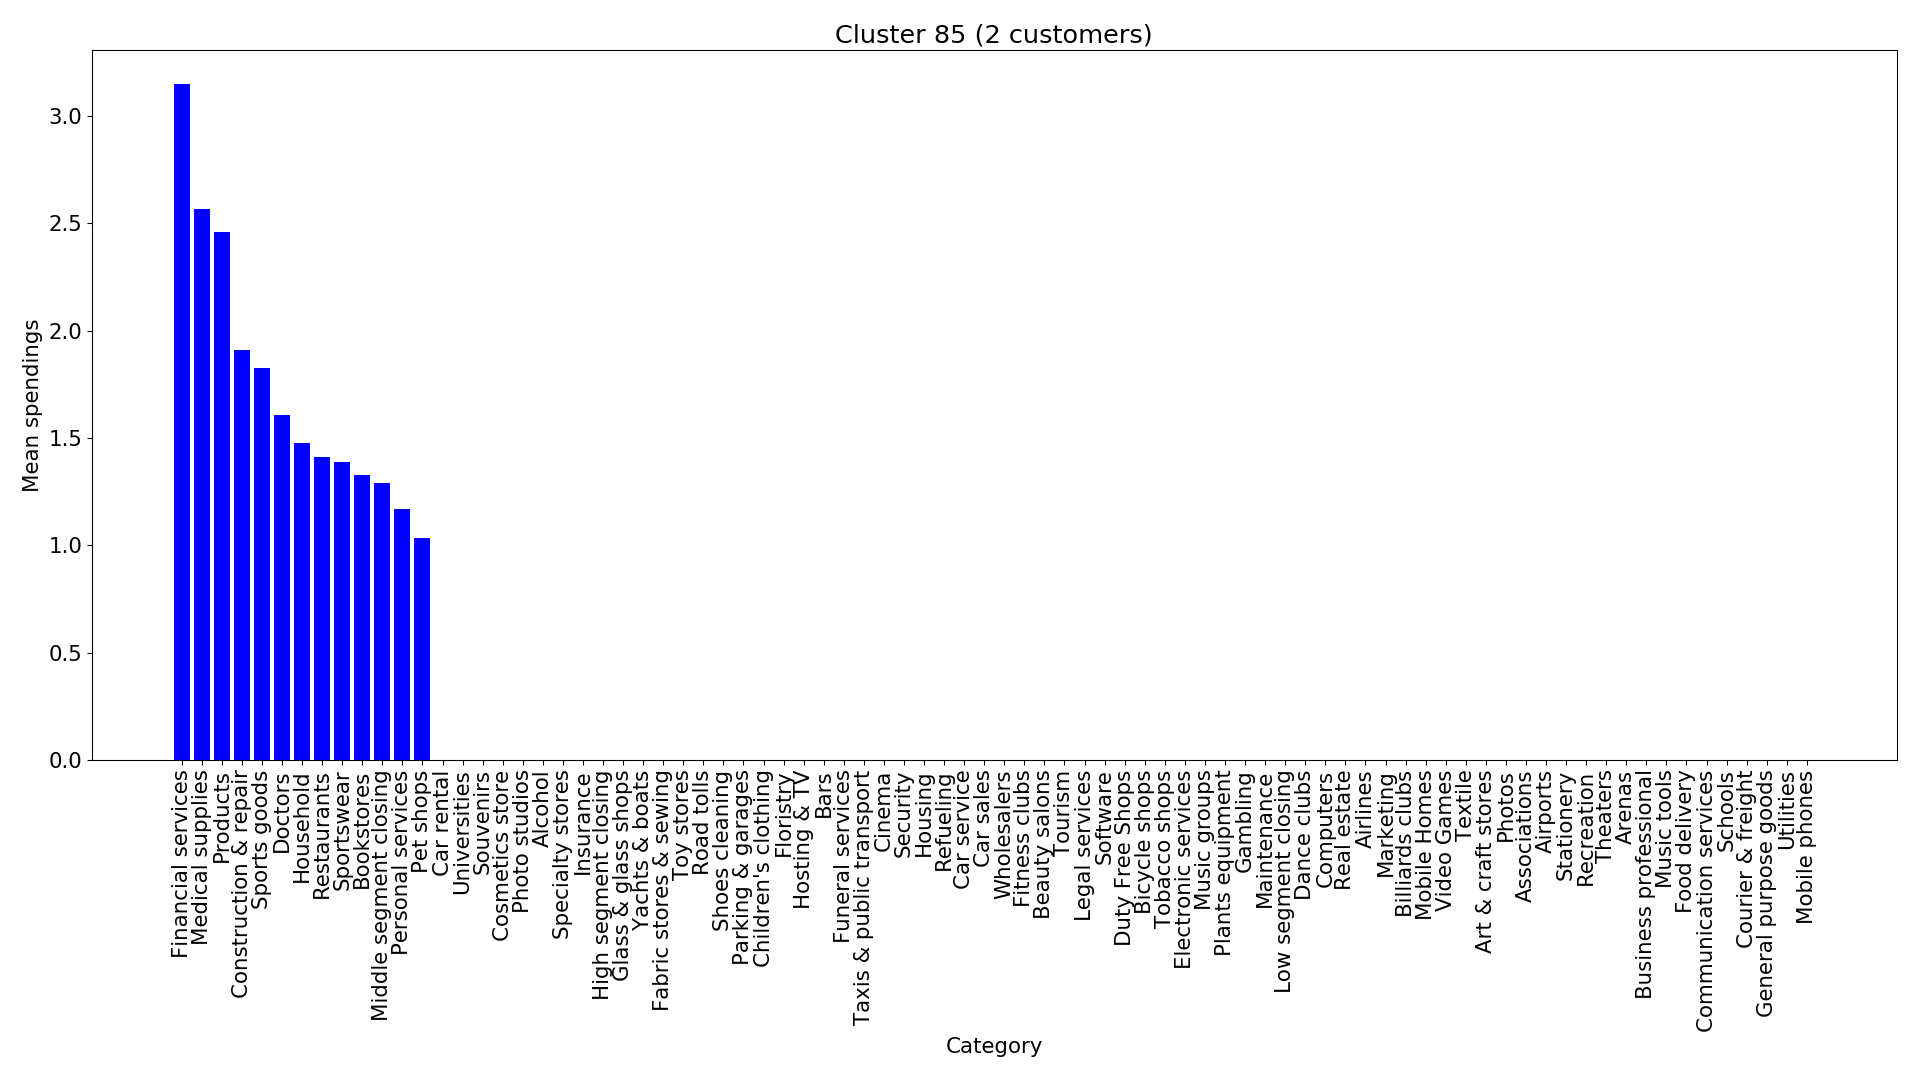 Cluster 85 (2 customers)
Mean spendings
3.0
2.5
2.0
1.5
1.0
0.5
0.0
Financial services
Medical supplies
Products
Construction & repair
Sports goods
Doctors
Household
Restaurants
Sportswear
Bookstores
Middle segment closing
Personal services
Pet shops
Car rental
Universities
Souvenirs
Cosmetics store
Photo studios
Alcohol
Specialty stores
Insurance
High segment closing
Glass & glass shops
Yachts & boats
Fabric stores & sewing
Toy stores
Road tolls
Shoes cleaning
Parking & garages
Children's clothing
Floristry
Hosting & TV
Bars
Funeral services
Taxis & public transport
Cinema
Security
Housing
Refueling
Car service
Car sales
Wholesalers
Fitness clubs
Beauty salons
Tourism
Legal services
Software
Duty Free Shops
Bicycle shops
Tobacco shops
Electronic services
Music groups
Plants equipment
Gambling
Maintenance
Low segment closing
Dance clubs
Computers
Real estate
Airlines
Marketing
Billiards clubs
Mobile Homes
Video Games
Textile
Art & craft stores
Photos
Associations
Airports
Stationery
Recreation
Theaters
Arenas
Business professional
Music tools
Food delivery
Communication services
Schools
Courier & freight
General purpose goods
Utilities
Mobile phones
Category